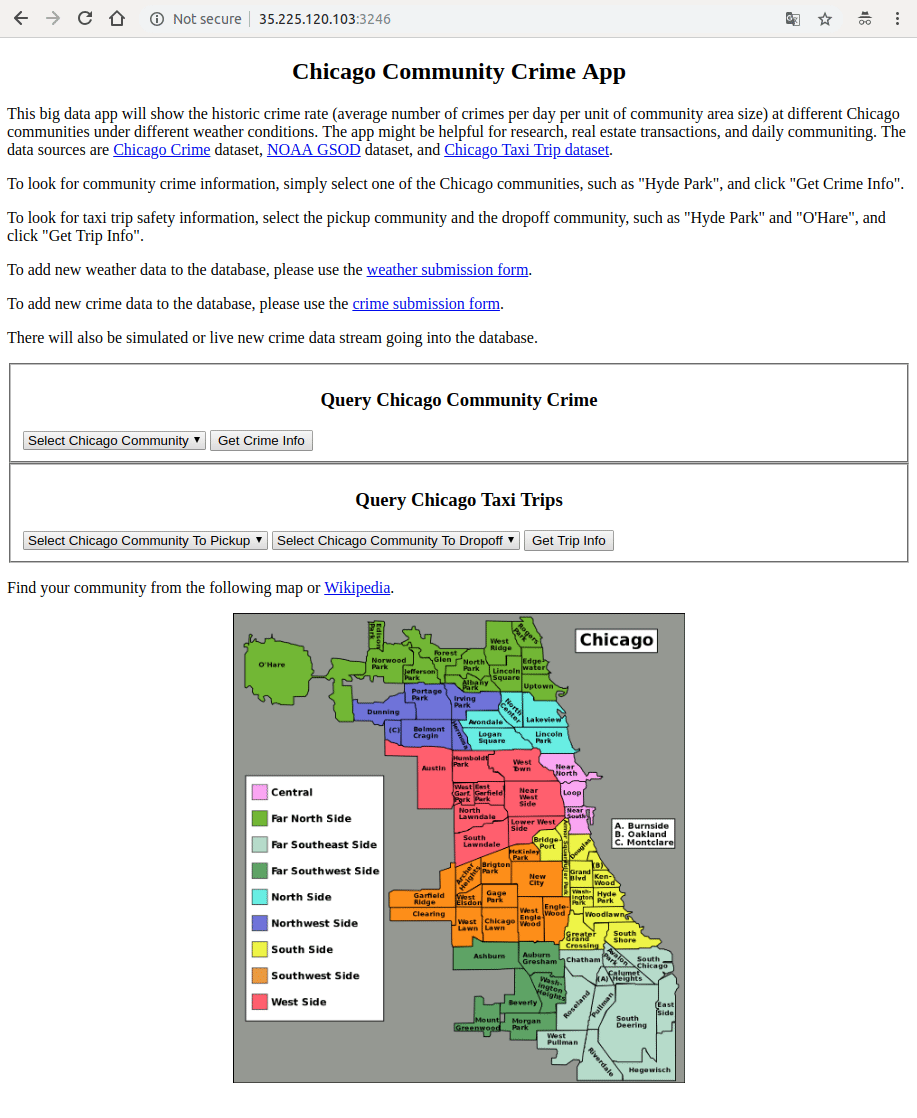 Not secure | 35.225.120.103:3246
Chicago Community Crime App
This big data app will show the historic crime rate (average number of crimes per day per unit of community area size) at different Chicago
communities under different weather conditions. The app might be helpful for research, real estate transactions, and daily communiting. The
data sources are Chicago Crime dataset, NOAA GSOD dataset, and Chicago Taxi Trip dataset.
To look for community crime information, simply select one of the Chicago communities, such as "Hyde Park", and click "Get Crime Info".
To look for taxi trip safety information, select the pickup community and the dropoff community, such as "Hyde Park" and "O'Hare", and
click "Get Trip Info".
To add new weather data to the database, please use the weather submission form.
To add new crime data to the database, please use the crime submission form.
There will also be simulated or live new crime data stream going into the database.
Query Chicago Community Crime
Select Chicago Community Get Crime Info
Query Chicago Taxi Trips
Select Chicago Community To Pickup Select Chicago Community To Dropoff Get Trip Info
Find your community from the following map or Wikipedia.
Chicago
O'Hare
Edison
Park
Norwood
Park
Jefferson
Park
Forest
Glen
North
Park
Albany
Park
West
Ridge
Rogers
Park
Lincoln
Square
Edge-
water
Uptown
Dunning
Portage
Park
Irving
Park
(C)
Belmont
Cragin
Hermosa
Avondale
Logan
Square
North
Center
Lakeview
Lincoln
Park
Austin
Humboldt
Park
West
Town
West
Garf.
Park
East
Garfield
Park
Near
West
Side
North
Lawndale
South
Lawndale
Lower West
Side
Near
North
Loop
Near
South
Central
Far North Side
Far Southeast Side
Far Southwest Side
North Side
Northwest Side
South Side
Southwest Side
West Side
A. Burnside
B. Oakland
C. Montclare
Bridge-
Port
Armour Square
Douglas
(B)
Fuller Park
Grand
Blvd
Ken-
Wood
Wash-
ington
Park
Hyde
Park
Woodlawn
Greater
Grand
Crossing
South
Shore
McKinley
Park
Archer
Heights
Brigton
Park
New
City
Garfield
Ridge
Clearing
West
Elsdon
Gage
Park
West
Lawn
Chicago
Lawn
West
Engle-
Wood
Engle-
Wood
Ashburn
Auburn
Gresham
Wash-
ington
Heights
Beverly
Mount
Greenwood
Morgan
Park
Chatham
Avalon
Park
South
Chicago
(A)
Calumet
Heights
Roseland
Pullman
South
Deering
East
Side
West
Pullman
Riverdale
Hegewisch